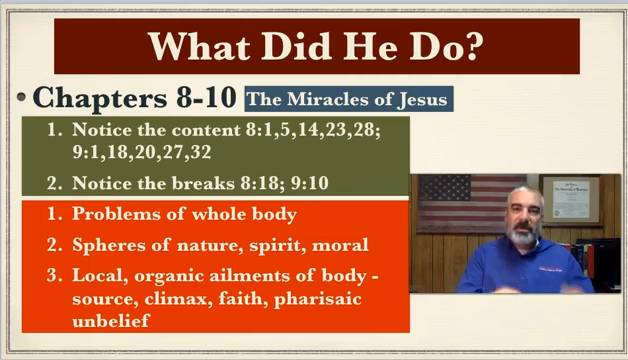 What Did He Do?
• Chapters 8-10 The Miracles of Jesus
1. Notice the content 8:1,5,14,23,28;
9:1,18,20,27,32
2. Notice the breaks 8:18; 9:10
1. Problems of whole body
2. Spheres of nature, spirit, moral
3. Local, organic ailments of body -
source, climax, faith, pharisaic
unbelief